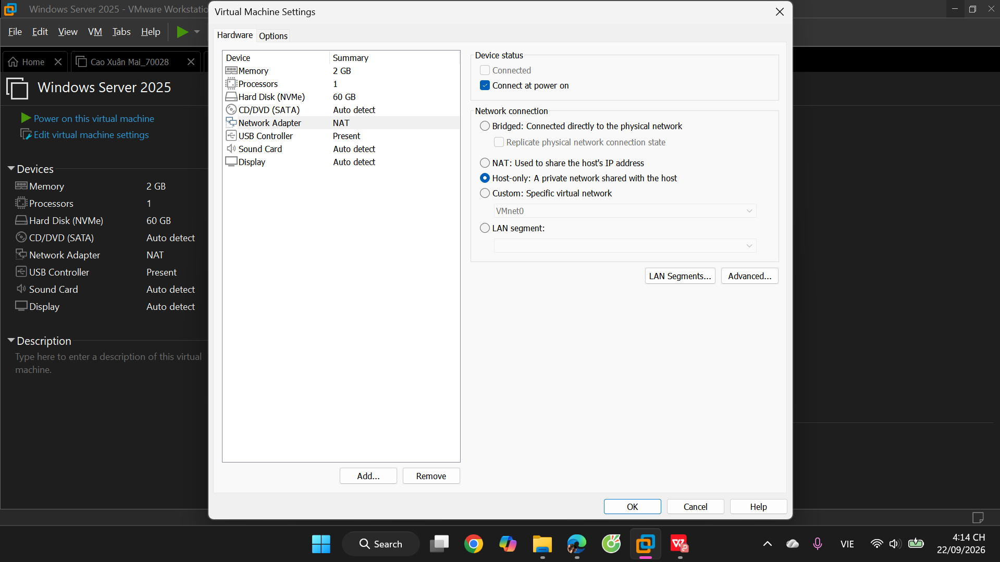 Windows Server 2025 - VMware Workstatio
File Edit View VM Tabs Help
Home
Cao Xuân Mai_70028
Windows Server 2025
Power on this virtual machine
Edit virtual machine settings
Devices
Memory 2 GB
Processors 1
Hard Disk (NVMe) 60 GB
CD/DVD (SATA) Auto detect
Network Adapter NAT
USB Controller Present
Sound Card Auto detect
Display Auto detect
Description
Type here to enter a description of this virtual
machine.
Virtual Machine Settings
Hardware Options
Device Summary
Memory 2 GB
Processors 1
Hard Disk (NVMe) 60 GB
CD/DVD (SATA) Auto detect
Network Adapter NAT
USB Controller Present
Sound Card Auto detect
Display Auto detect
Add... Remove
Device status
Connected
Connect at power on
Network connection
Bridged: Connected directly to the physical network
Replicate physical network connection state
NAT: Used to share the host's IP address
Host-only: A private network shared with the host
Custom: Specific virtual network
VMnet0
LAN segment:
LAN Segments... Advanced...
OK Cancel Help
Search
VIE
4:14 CH
22/09/2026